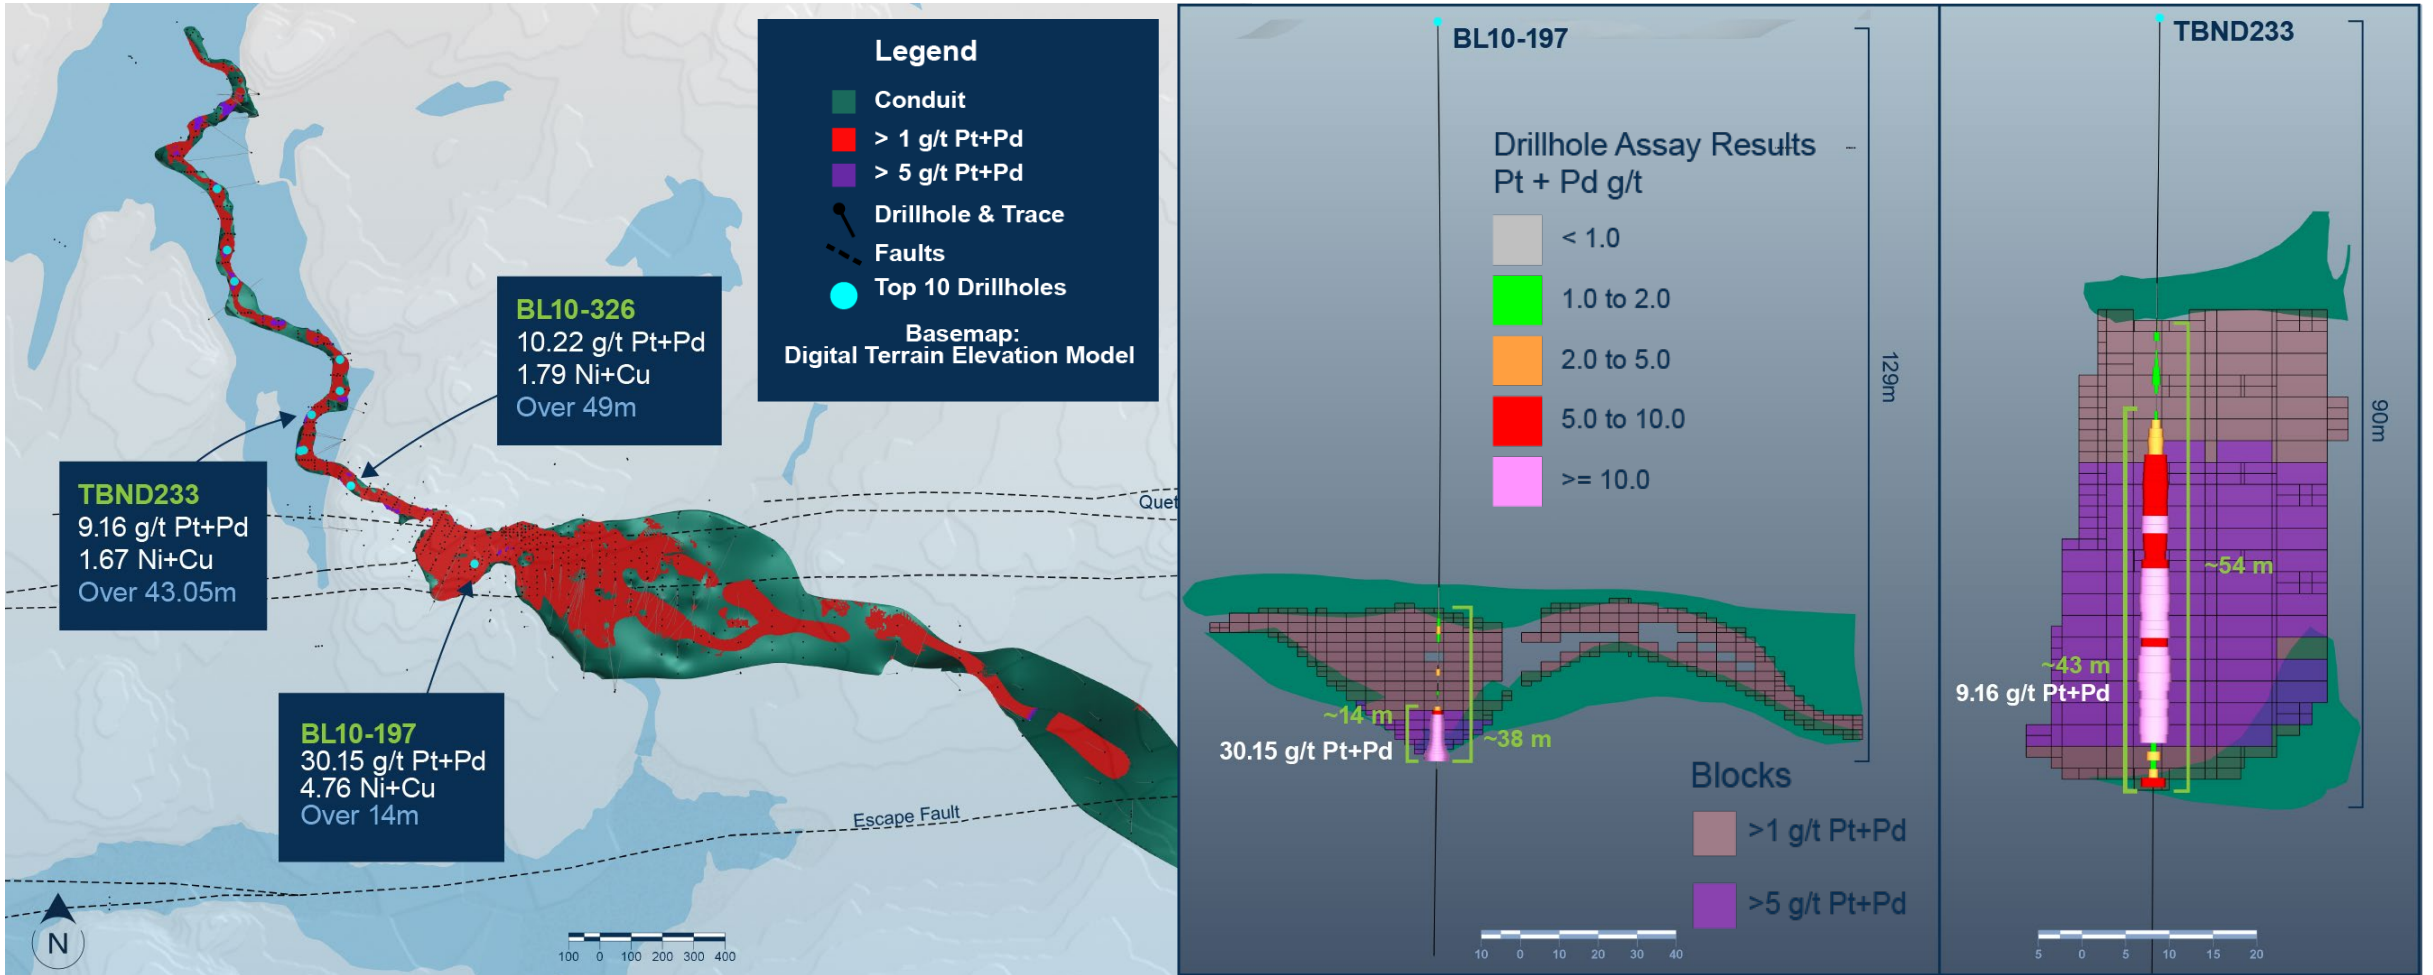 Legend
Conduit
> 1 g/t Pt+Pd
> 5 g/t Pt+Pd
Drillhole & Trace
Faults
Top 10 Drillholes
Basemap:
Digital Terrain Elevation Model
BL10-326
10.22 g/t Pt+Pd
1.79 Ni+Cu
Over 49m
TBND233
9.16 g/t Pt+Pd
1.67 Ni+Cu
Over 43.05m
BL10-197
30.15 g/t Pt+Pd
4.76 Ni+Cu
Over 14m
Quet
Escape Fault
N
100 0 100 200 300 400
BL10-197
Drillhole Assay Results
Pt + Pd g/t
< 1.0
1.0 to 2.0
2.0 to 5.0
5.0 to 10.0
>= 10.0
129m
~14 m
30.15 g/t Pt+Pd
~38 m
Blocks
>1 g/t Pt+Pd
>5 g/t Pt+Pd
10 0 10 20 30 40
TBND233
90m
~54 m
~43 m
9.16 g/t Pt+Pd
5 0 5 10 15 20